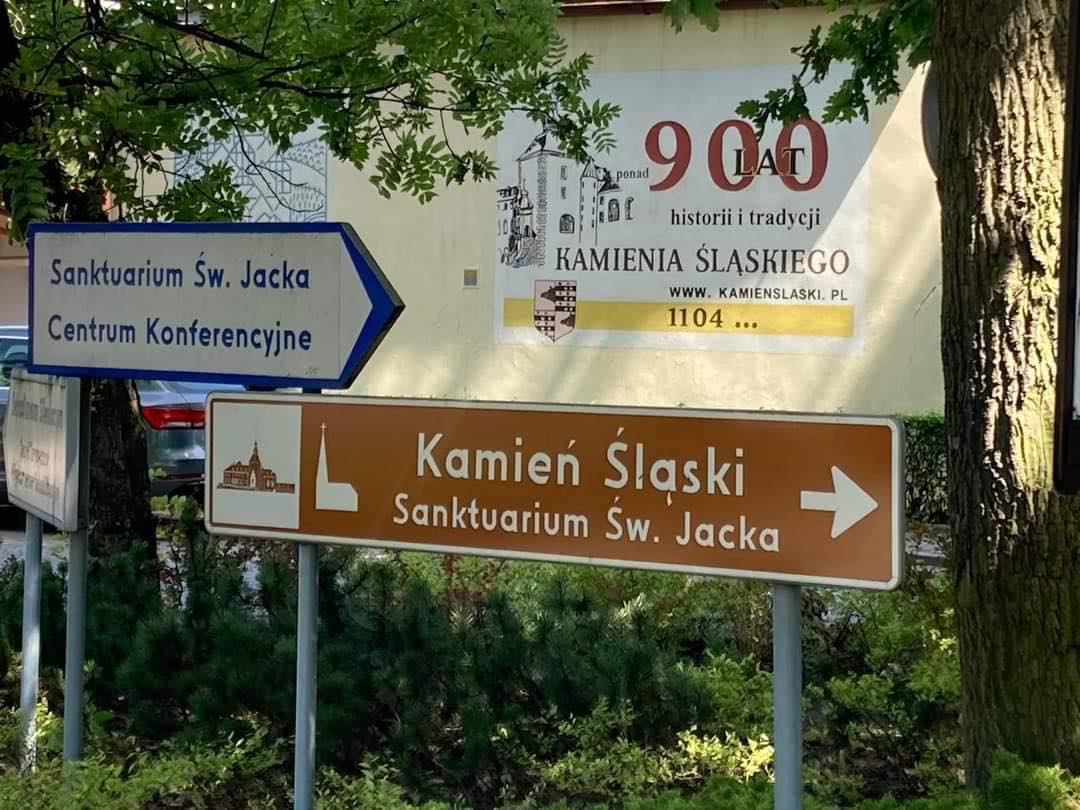 ponad 900
LAT
historii i tradycji
KAMIENIA ŚLĄSKIEGO
WWW. KAMIENSLASKI. PL
1104 ...
Sanktuarium Św. Jacka
Centrum Konferencyjne
Kamień Śląski
Sanktuarium Św. Jacka